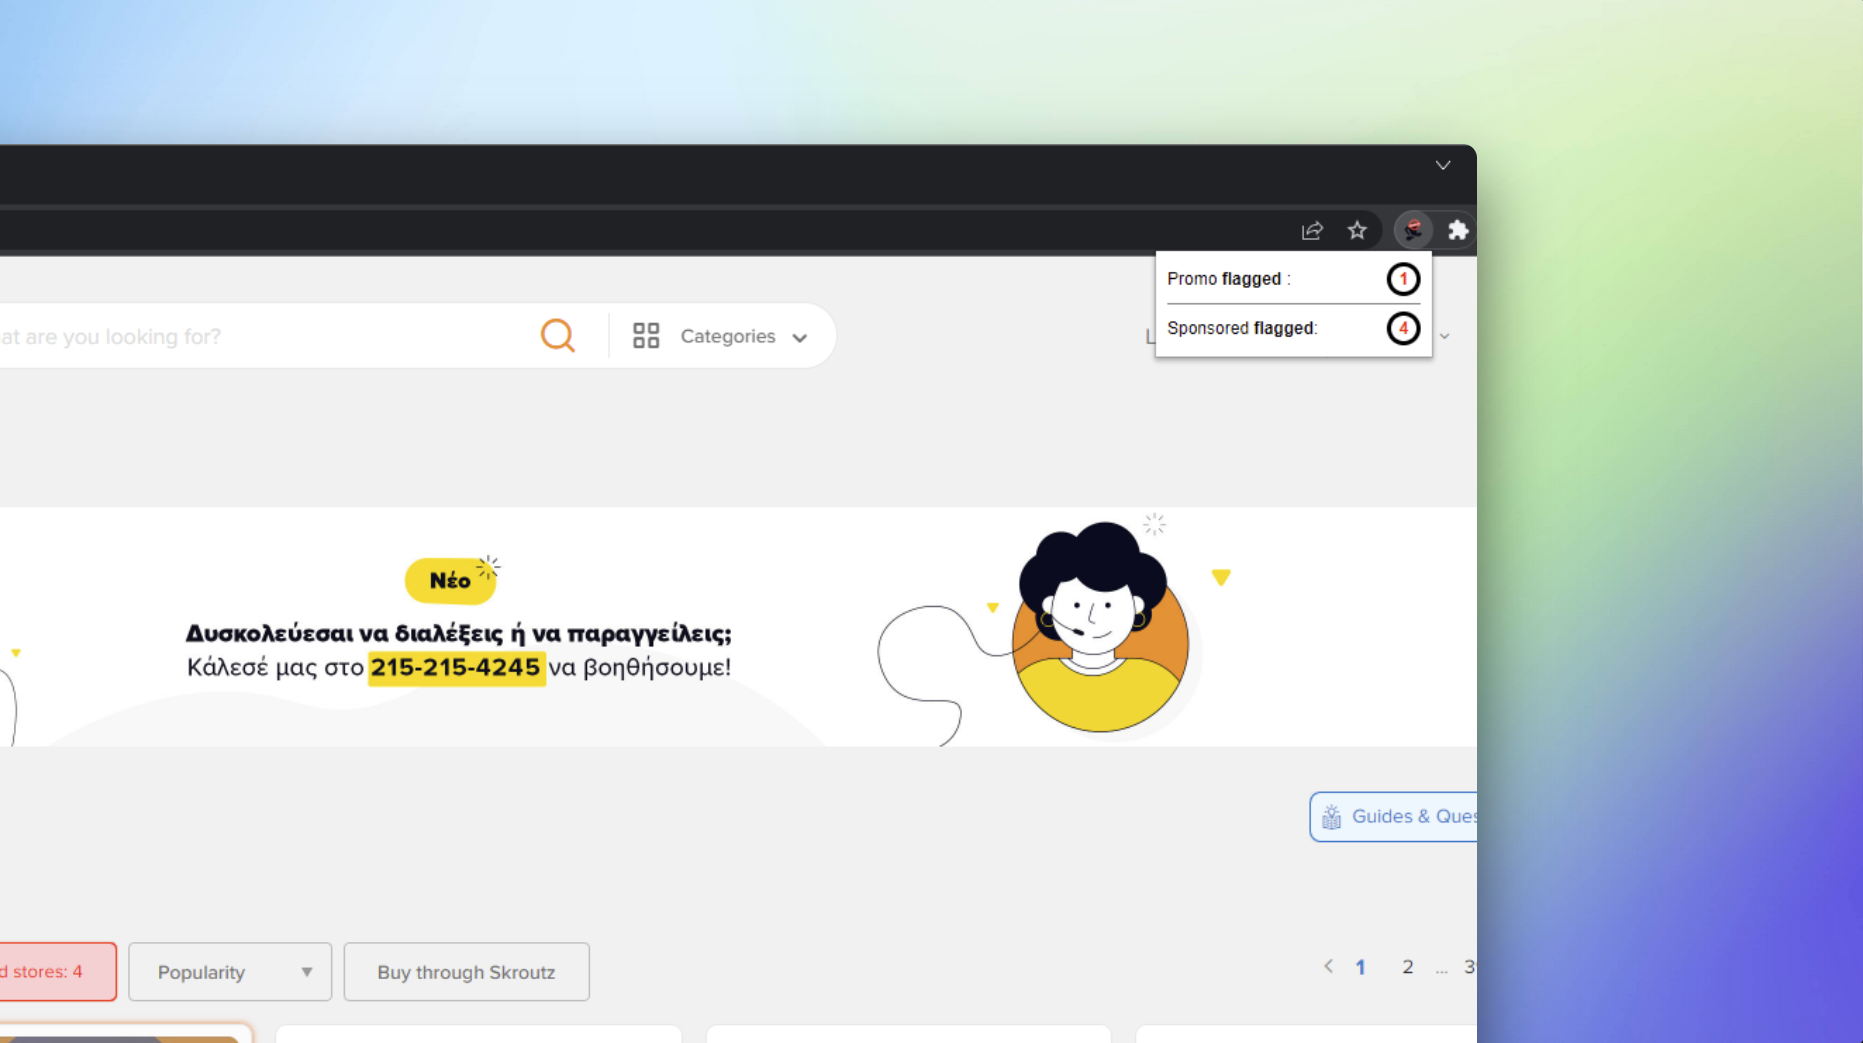 Promo flagged : 1
at are you looking for?
Categories
Sponsored flagged: 4
Νέο
Δυσκολεύεσαι να διαλέξεις ή να παραγγείλεις;
Κάλεσέ μας στο 215-215-4245 να βοηθήσουμε!
Guides & Ques
d stores: 4
Popularity
Buy through Skroutz
< 1 2 ... 3